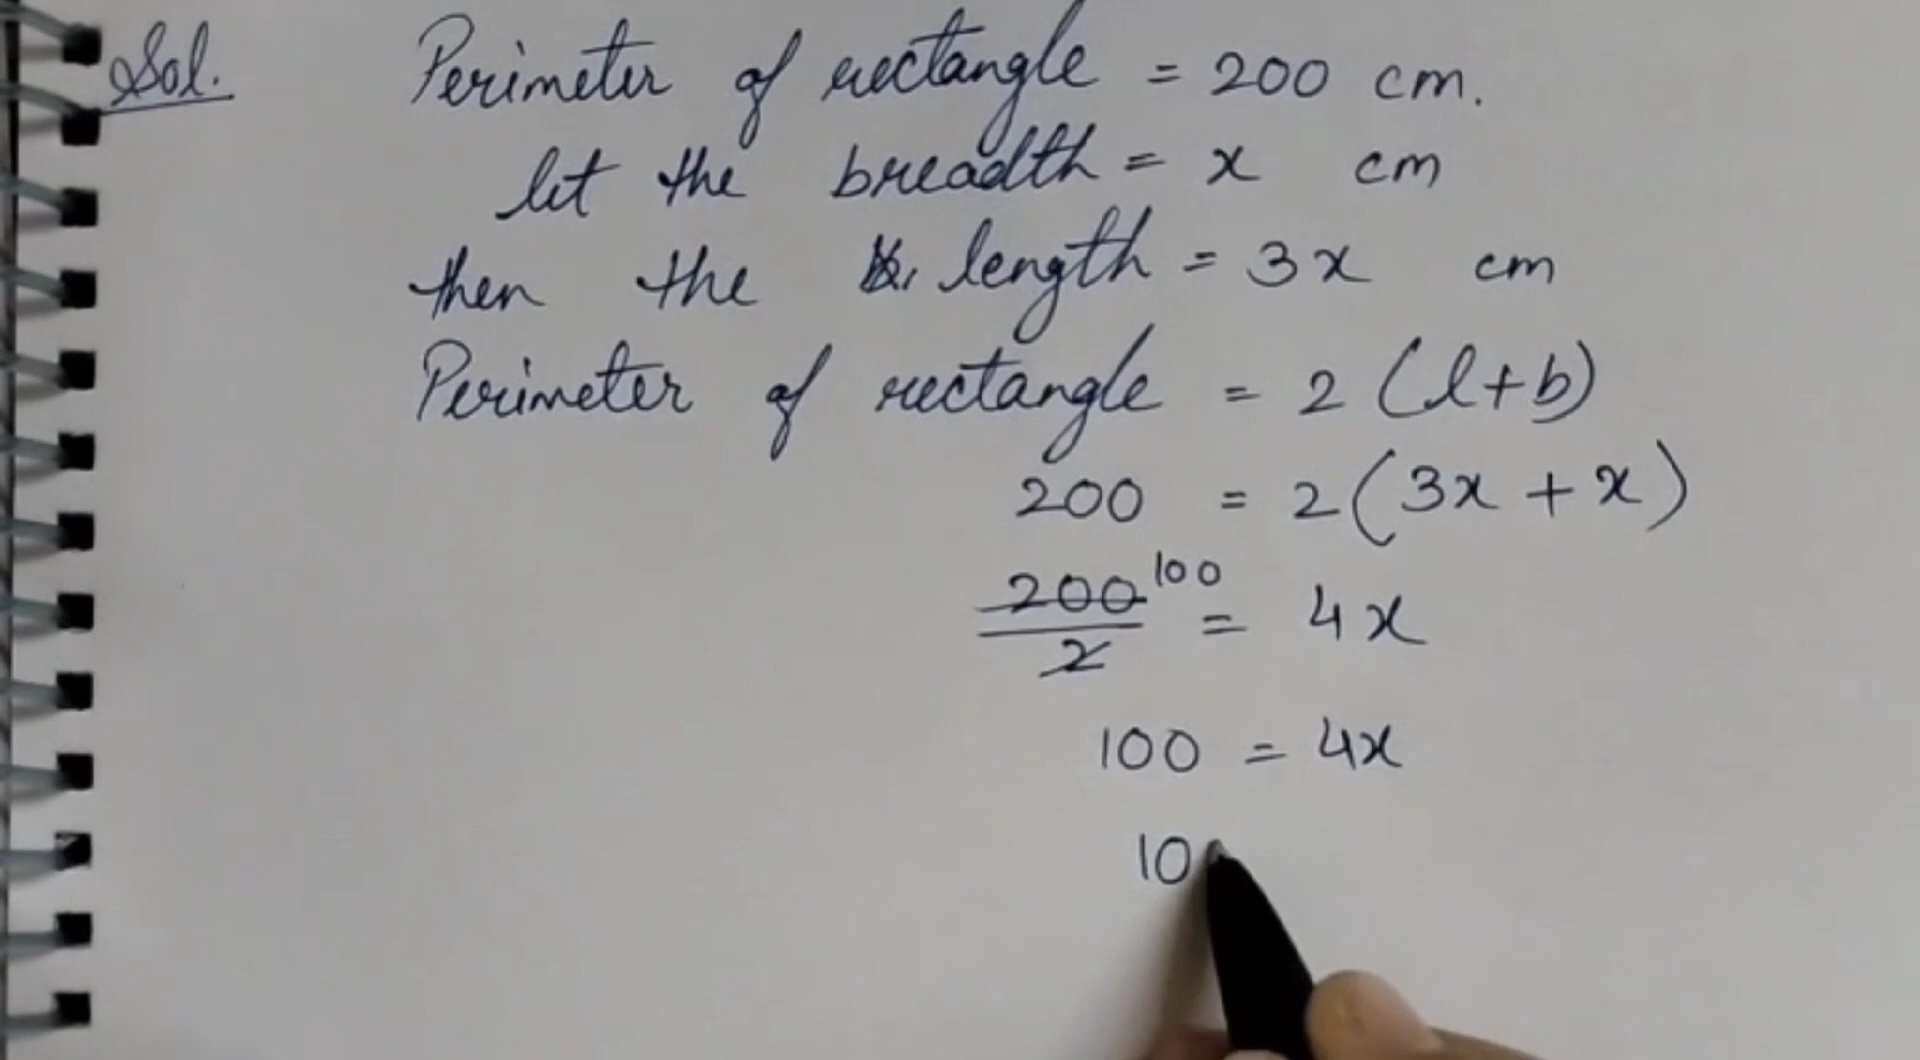 Sol. Perimeter of rectangle = 200 cm.
let the breadth = x cm
then the length = 3x cm
Perimeter of rectangle = 2 (l+b)
200 = 2(3x + x)
200/2 100 = 4x
100 = 4x
10